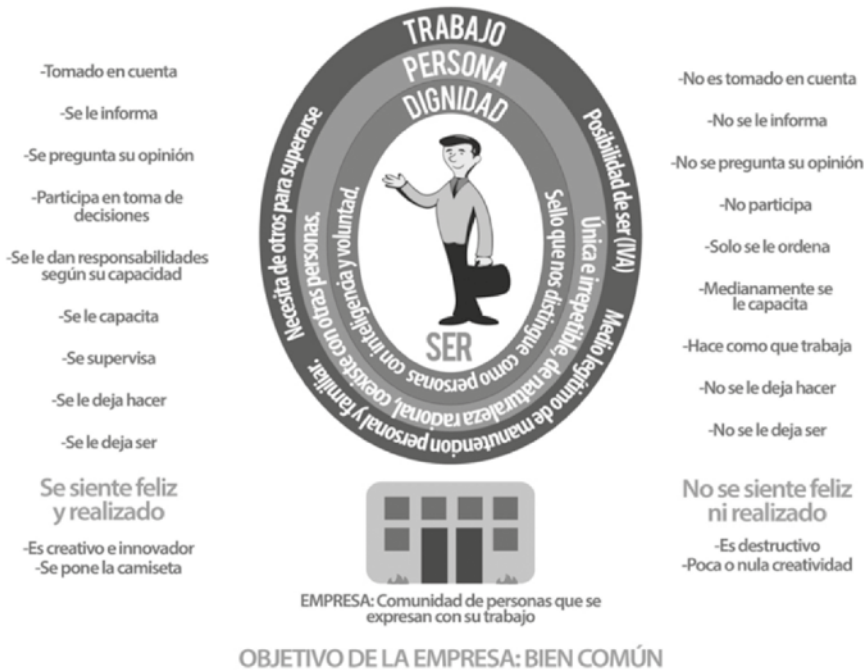 TRABAJO
PERSONA
DIGNIDAD
-Tomado en cuenta
-Se le informa
-Se pregunta su opinión
-Participa en toma de
decisiones
-Se le dan responsabilidades
según su capacidad
-Se le capacita
-Se supervisa
-Se le deja hacer
-Se le deja ser
Se siente feliz
y realizado
-Es creativo e innovador
-Se pone la camiseta
Posibilidad de ser (IVA)
Medio legítimo de manutención personal y familiar.
Necesita de otros para superarse
Única e irrepetible, de naturaleza racional, coexiste con otras personas.
Sello que nos distingue como personas con inteligencia y voluntad.
SER
-No es tomado en cuenta
-No se le informa
-No se pregunta su opinión
-No participa
-Solo se le ordena
-Medianamente se
le capacita
-Hace como que trabaja
-No se le deja hacer
-No se le deja ser
No se siente feliz
ni realizado
-Es destructivo
-Poca o nula creatividad
EMPRESA: Comunidad de personas que se
expresan con su trabajo
OBJETIVO DE LA EMPRESA: BIEN COMÚN